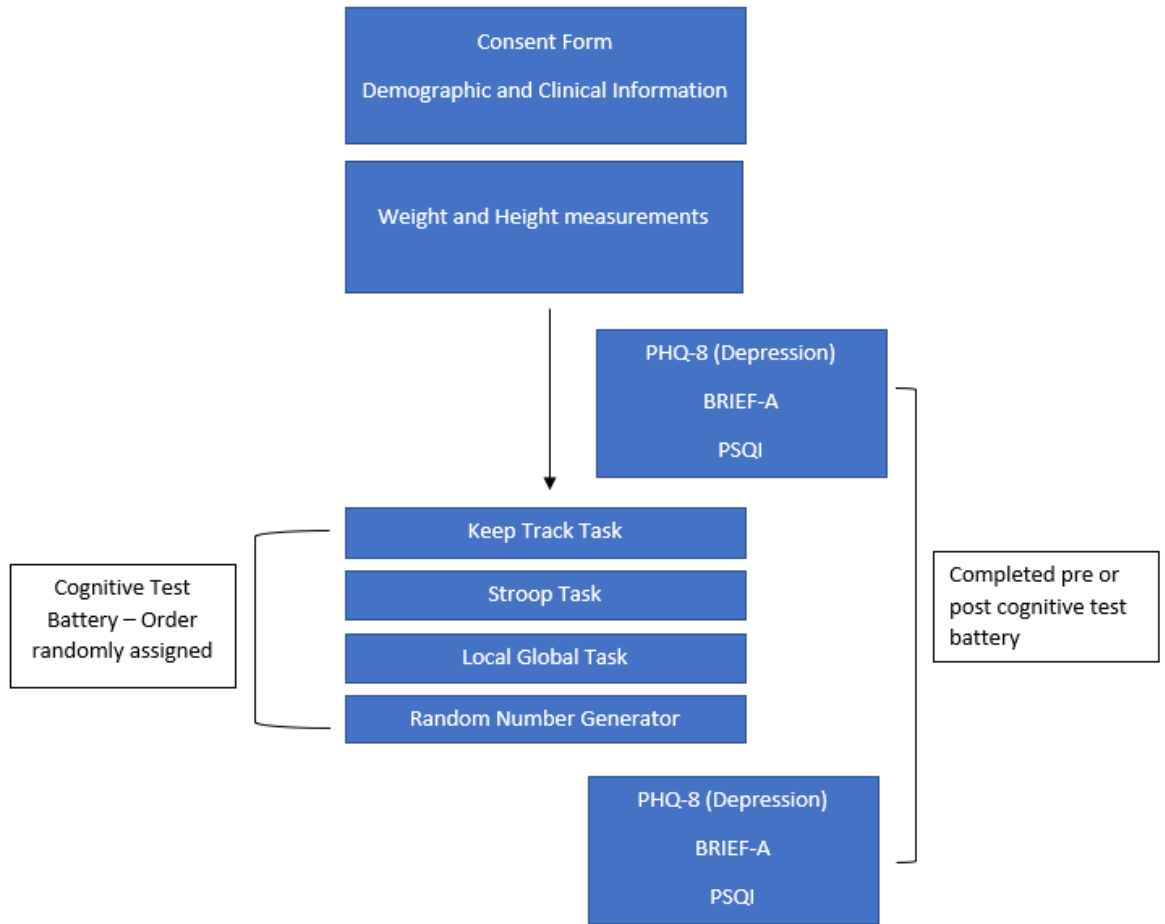 Consent Form
Demographic and Clinical Information
Weight and Height measurements
PHQ-8 (Depression)
BRIEF-A
PSQI
Keep Track Task
Stroop Task
Local Global Task
Random Number Generator
Cognitive Test
Battery – Order
randomly assigned
Completed pre or
post cognitive test
battery
PHQ-8 (Depression)
BRIEF-A
PSQI